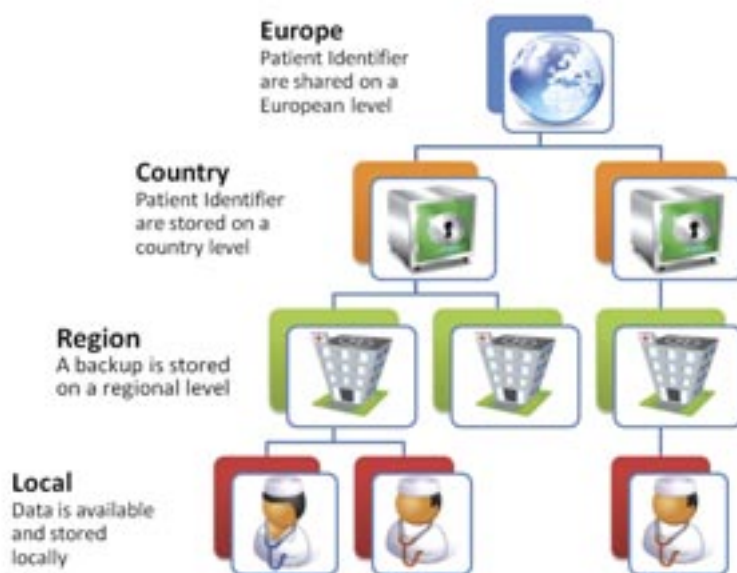 Europe
Patient Identifier
are shared on a
European level
Country
Patient Identifier
are stored on a
country level
Region
A backup is stored
on a regional level
Local
Data is available
and stored
locally